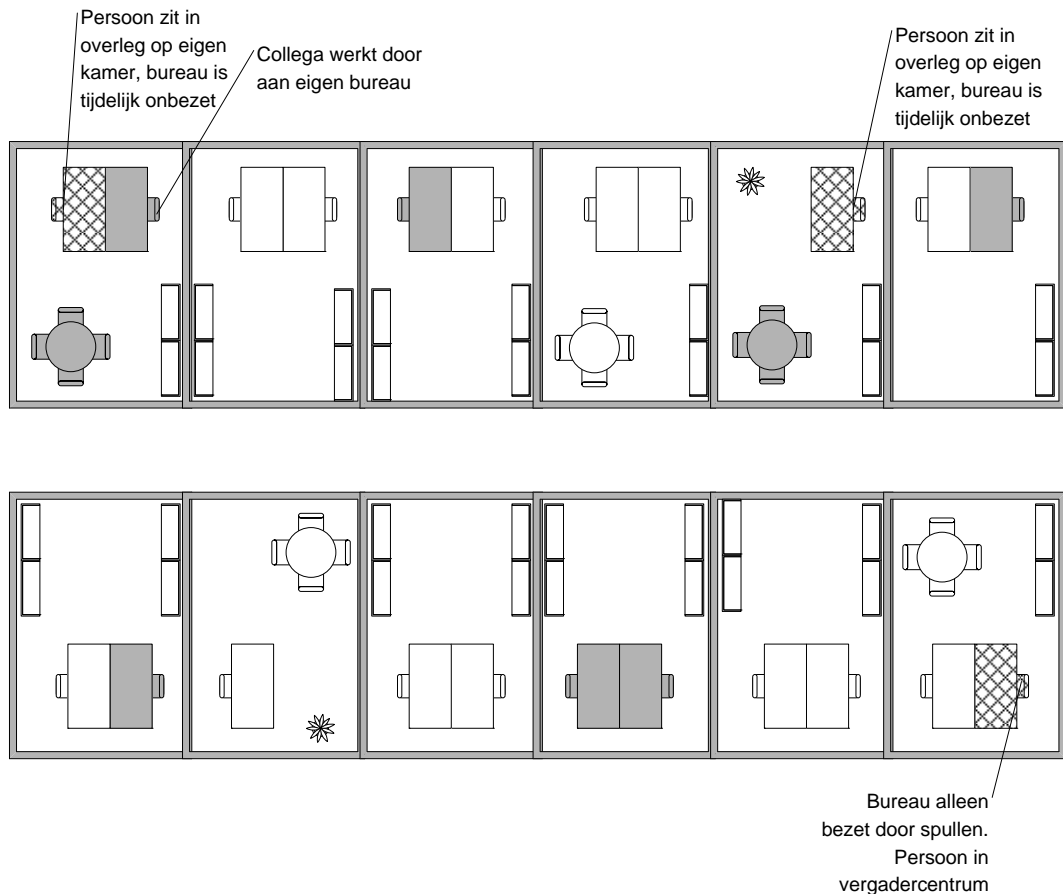 Persoon zit in
overleg op eigen
kamer, bureau is
tijdelijk onbezet
Collega werkt door
aan eigen bureau
Persoon zit in
overleg op eigen
kamer, bureau is
tijdelijk onbezet
Bureau alleen
bezet door spullen.
Persoon in
vergadercentrum